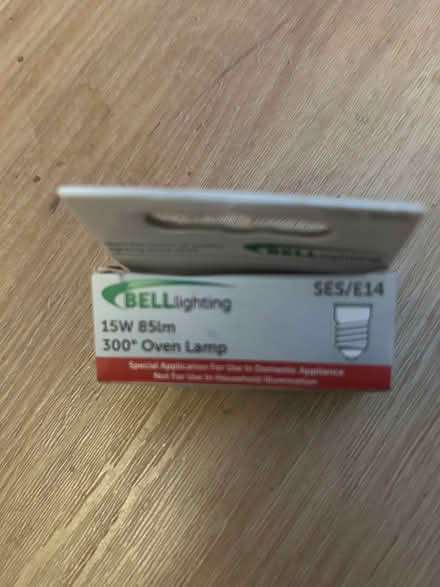 BELL
BELLlighting
SES/E14
15W 85lm
300° Oven Lamp
Special Application For Use In Domestic Appliance
Not For Use In Household Illumination